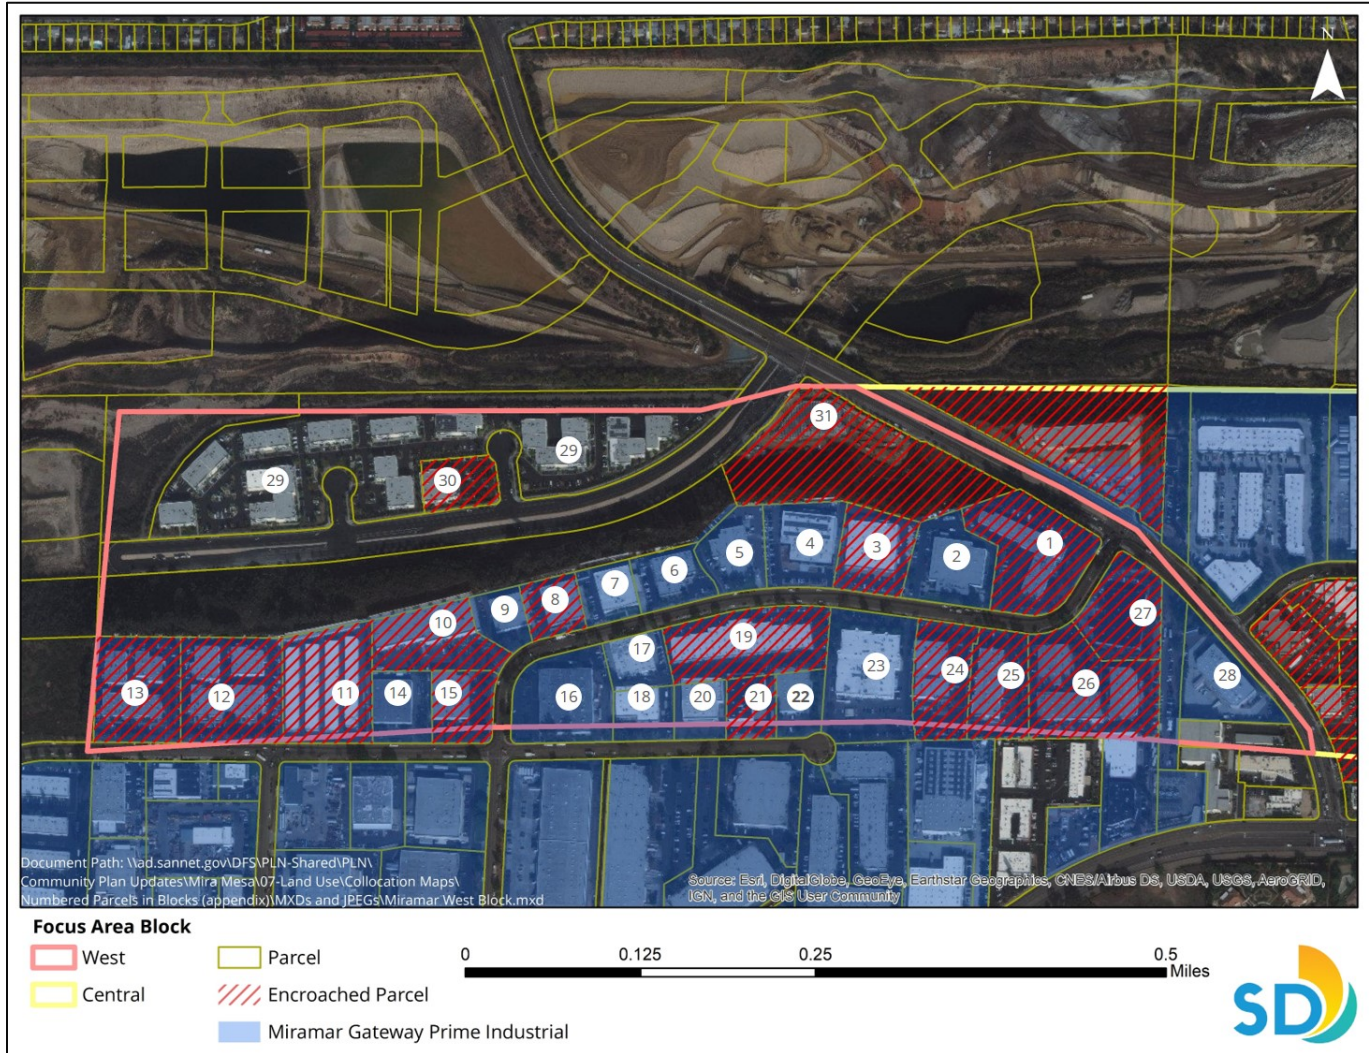 N
31
29
29
30
1
2
3
4
5
6
7
8
9
10
27
19
17
23
24
25
26
28
13
12
11
14
15
16
18
20
21
22
Document Path: \\ad.sannet.gov\DFS\PLN-Shared\PLN\
Community Plan Updates\Mira Mesa\07-Land Use\Collocation Maps\
Numbered Parcels in Blocks (appendix)\MXDs and JPEGs\Miramar West Block.mxd
Source: Esri, DigitalGlobe, GeoEye, Earthstar Geographics, CNES/Airbus DS, USDA, USGS, AeroGRID,
IGN, and the GIS User Community
Focus Area Block
West
Central
Parcel
Encroached Parcel
Miramar Gateway Prime Industrial
0 0.125 0.25 0.5
Miles
SD